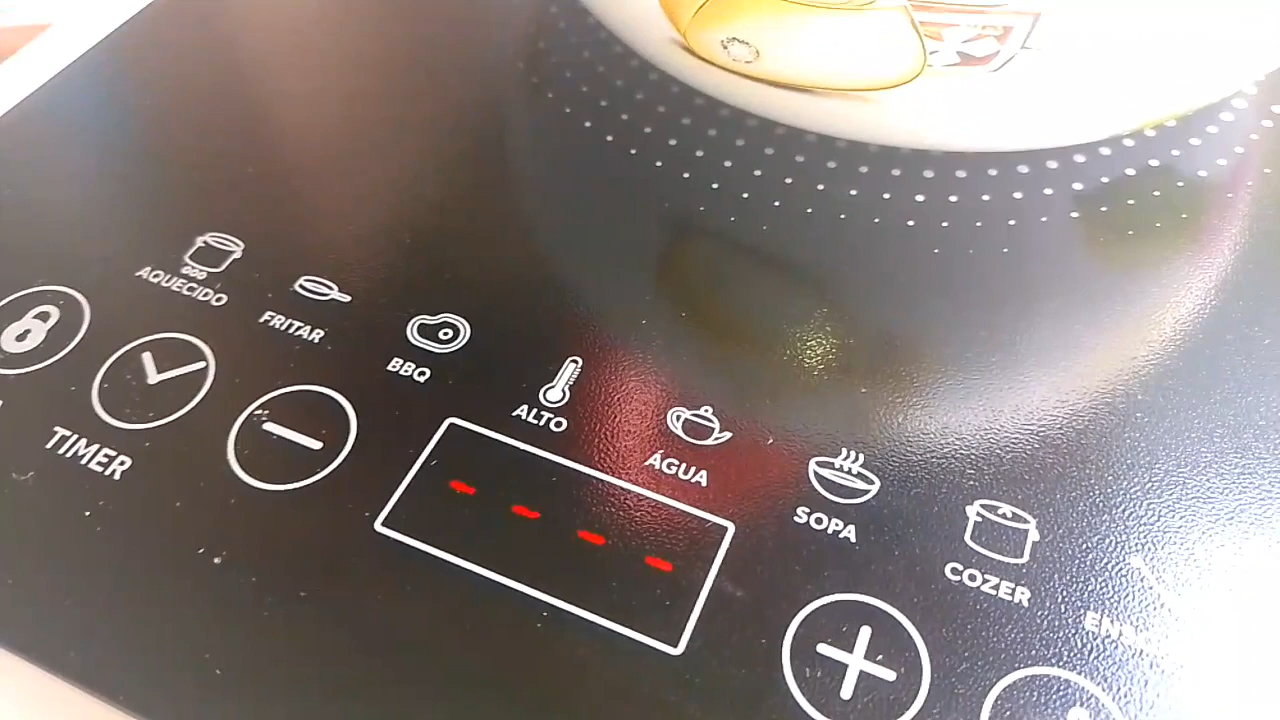 AQUECIDO
FRITAR
BBQ
ALTO
ÁGUA
SOPA
COZER
TIMER
- - - -